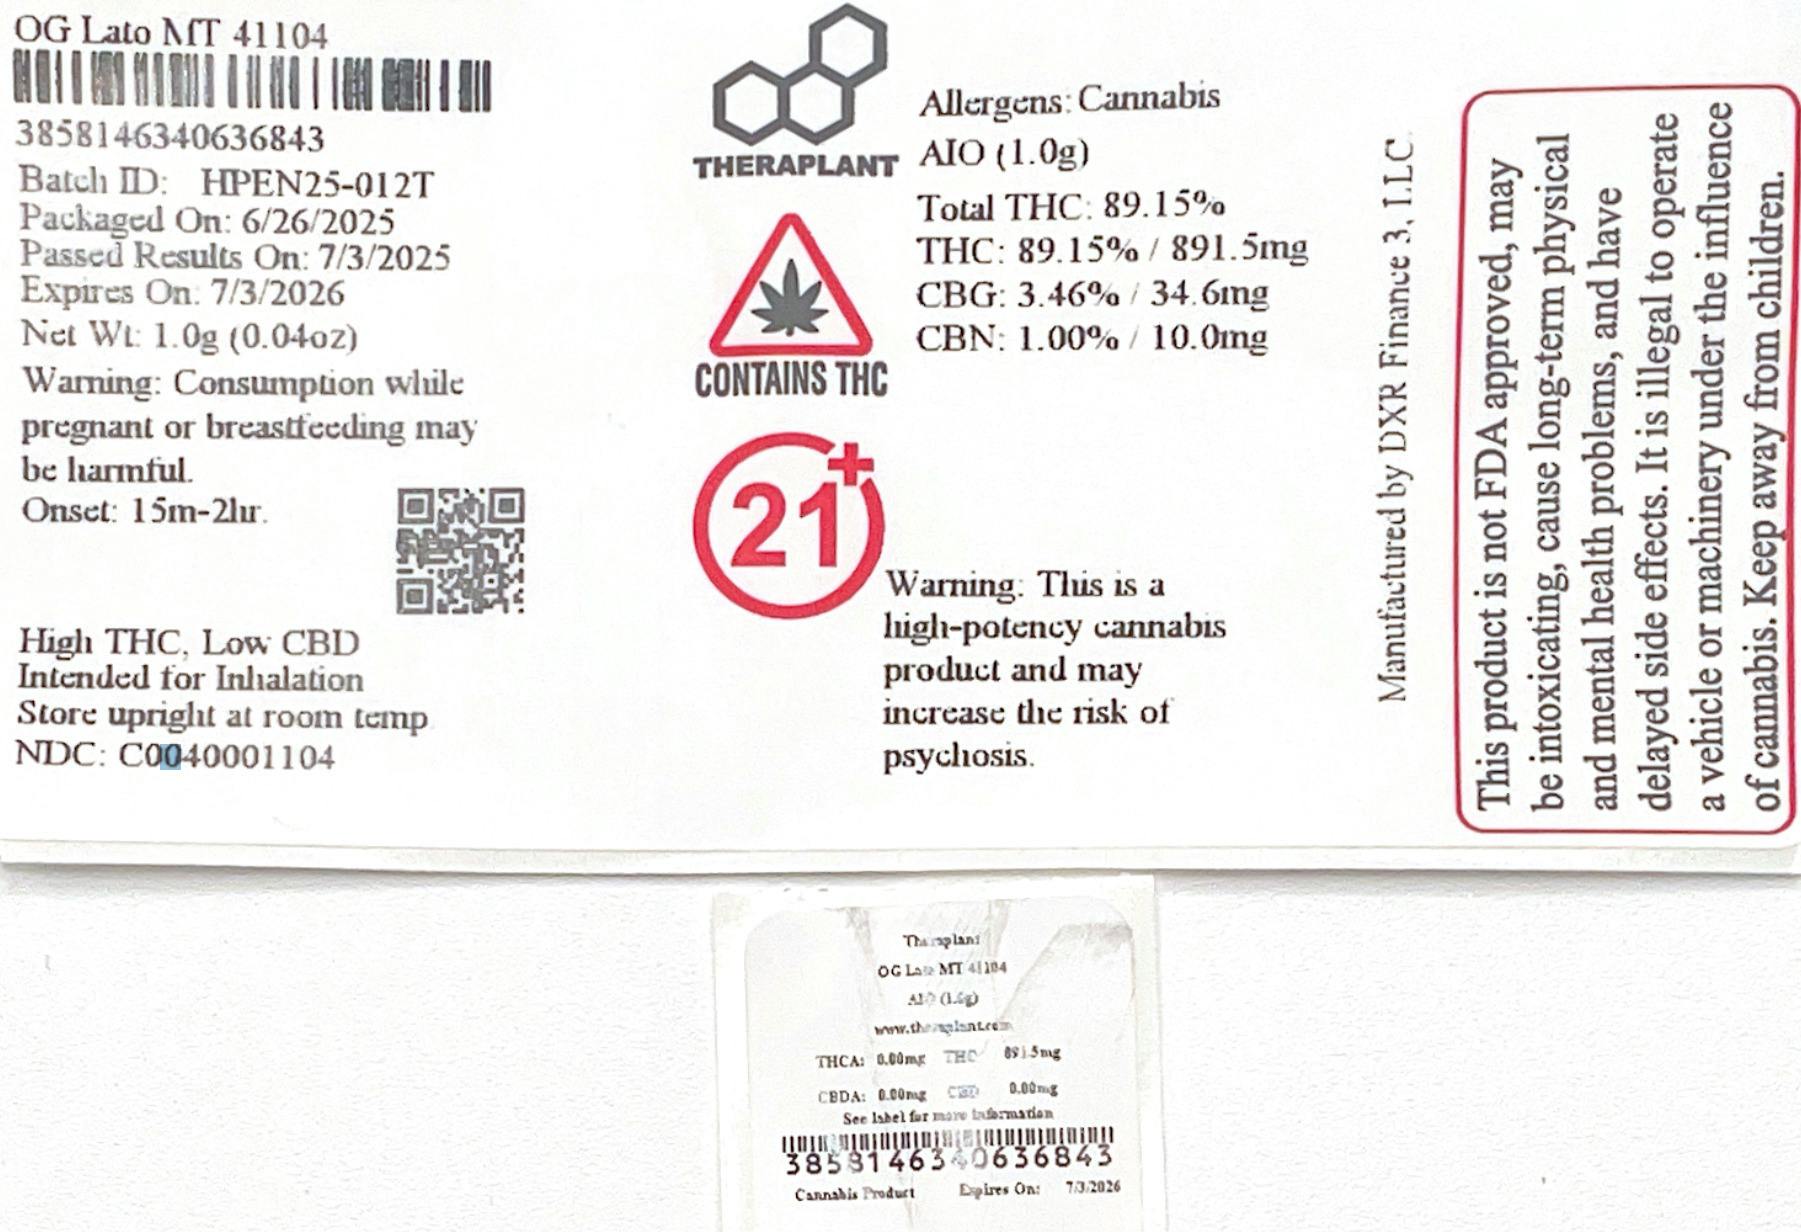 OG Lato MT 41104
3858146340636843
Batch ID: HPEN25-012T
Packaged On: 6/26/2025
Passed Results On: 7/3/2025
Expires On: 7/3/2026
Net Wt: 1.0g (0.04oz)
Warning: Consumption while
pregnant or breastfeeding may
be harmful.
Onset: 15m-2hr.
High THC, Low CBD
Intended for Inhalation
Store upright at room temp
NDC: C0040001104
THERAPLANT
CONTAINS THC
21+
Allergens: Cannabis
AIO (1.0g)
Total THC: 89.15%
THC: 89.15% / 891.5mg
CBG: 3.46% / 34.6mg
CBN: 1.00% / 10.0mg
Warning: This is a
high-potency cannabis
product and may
increase the risk of
psychosis.
Manufactured by DXR Finance 3, LLC
This product is not FDA approved, may
be intoxicating, cause long-term physical
and mental health problems, and have
delayed side effects. It is illegal to operate
a vehicle or machinery under the influence
of cannabis. Keep away from children.
Theraplant
OG Lato MT 41104
AIO (1.0g)
www.theraplant.com
THCA: 0.00mg THC 891.5mg
CBDA: 0.00mg CBD 0.00mg
See label for more information
3858146340636843
Cannabis Product Expires On: 7/3/2026